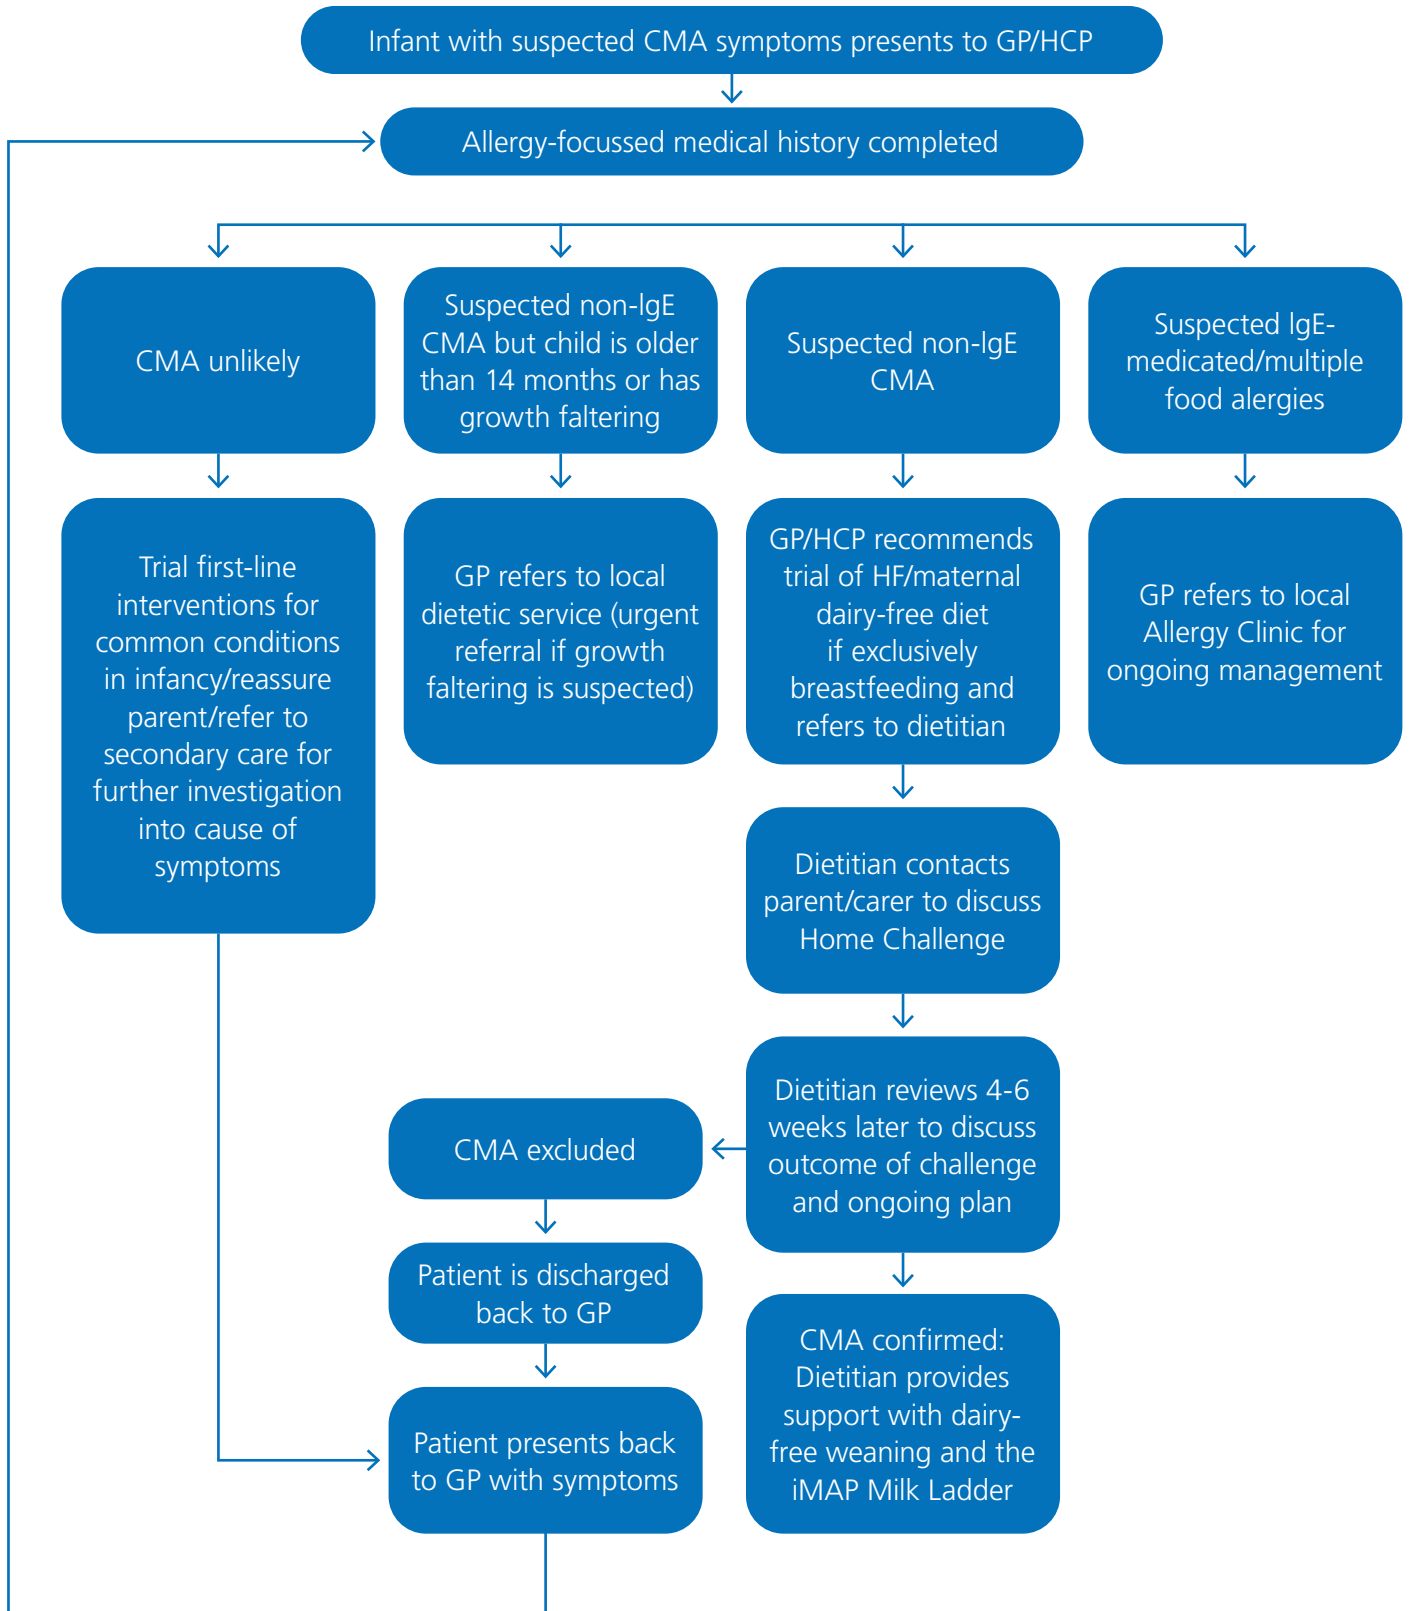 Infant with suspected CMA symptoms presents to GP/HCP
Allergy-focussed medical history completed
CMA unlikely
Suspected non-IgE
CMA but child is older
than 14 months or has
growth faltering
Suspected non-IgE
CMA
Suspected IgE-
medicated/multiple
food alergies
Trial first-line
interventions for
common conditions
in infancy/reassure
parent/refer to
secondary care for
further investigation
into cause of
symptoms
GP refers to local
dietetic service (urgent
referral if growth
faltering is suspected)
GP/HCP recommends
trial of HF/maternal
dairy-free diet
if exclusively
breastfeeding and
refers to dietitian
GP refers to local
Allergy Clinic for
ongoing management
Dietitian contacts
parent/carer to discuss
Home Challenge
Dietitian reviews 4-6
weeks later to discuss
outcome of challenge
and ongoing plan
CMA excluded
Patient is discharged
back to GP
CMA confirmed:
Dietitian provides
support with dairy-
free weaning and the
iMAP Milk Ladder
Patient presents back
to GP with symptoms